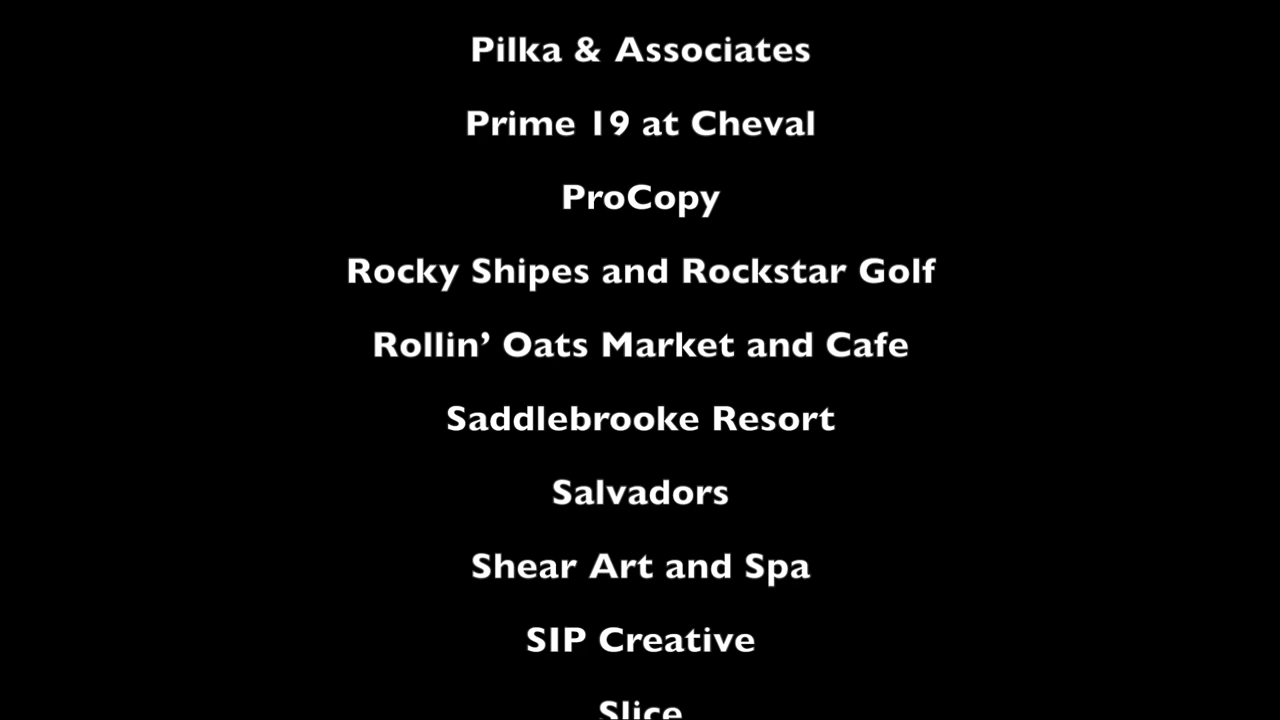 Pilka & Associates
Prime 19 at Cheval
ProCopy
Rocky Shipes and Rockstar Golf
Rollin’ Oats Market and Cafe
Saddlebrooke Resort
Salvadors
Shear Art and Spa
SIP Creative
Slice